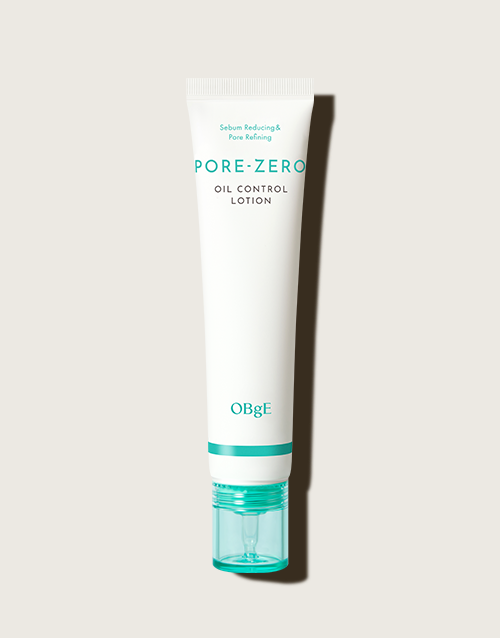 Sebum Reducing &
Pore Refining
PORE-ZERO
OIL CONTROL
LOTION
OBgE